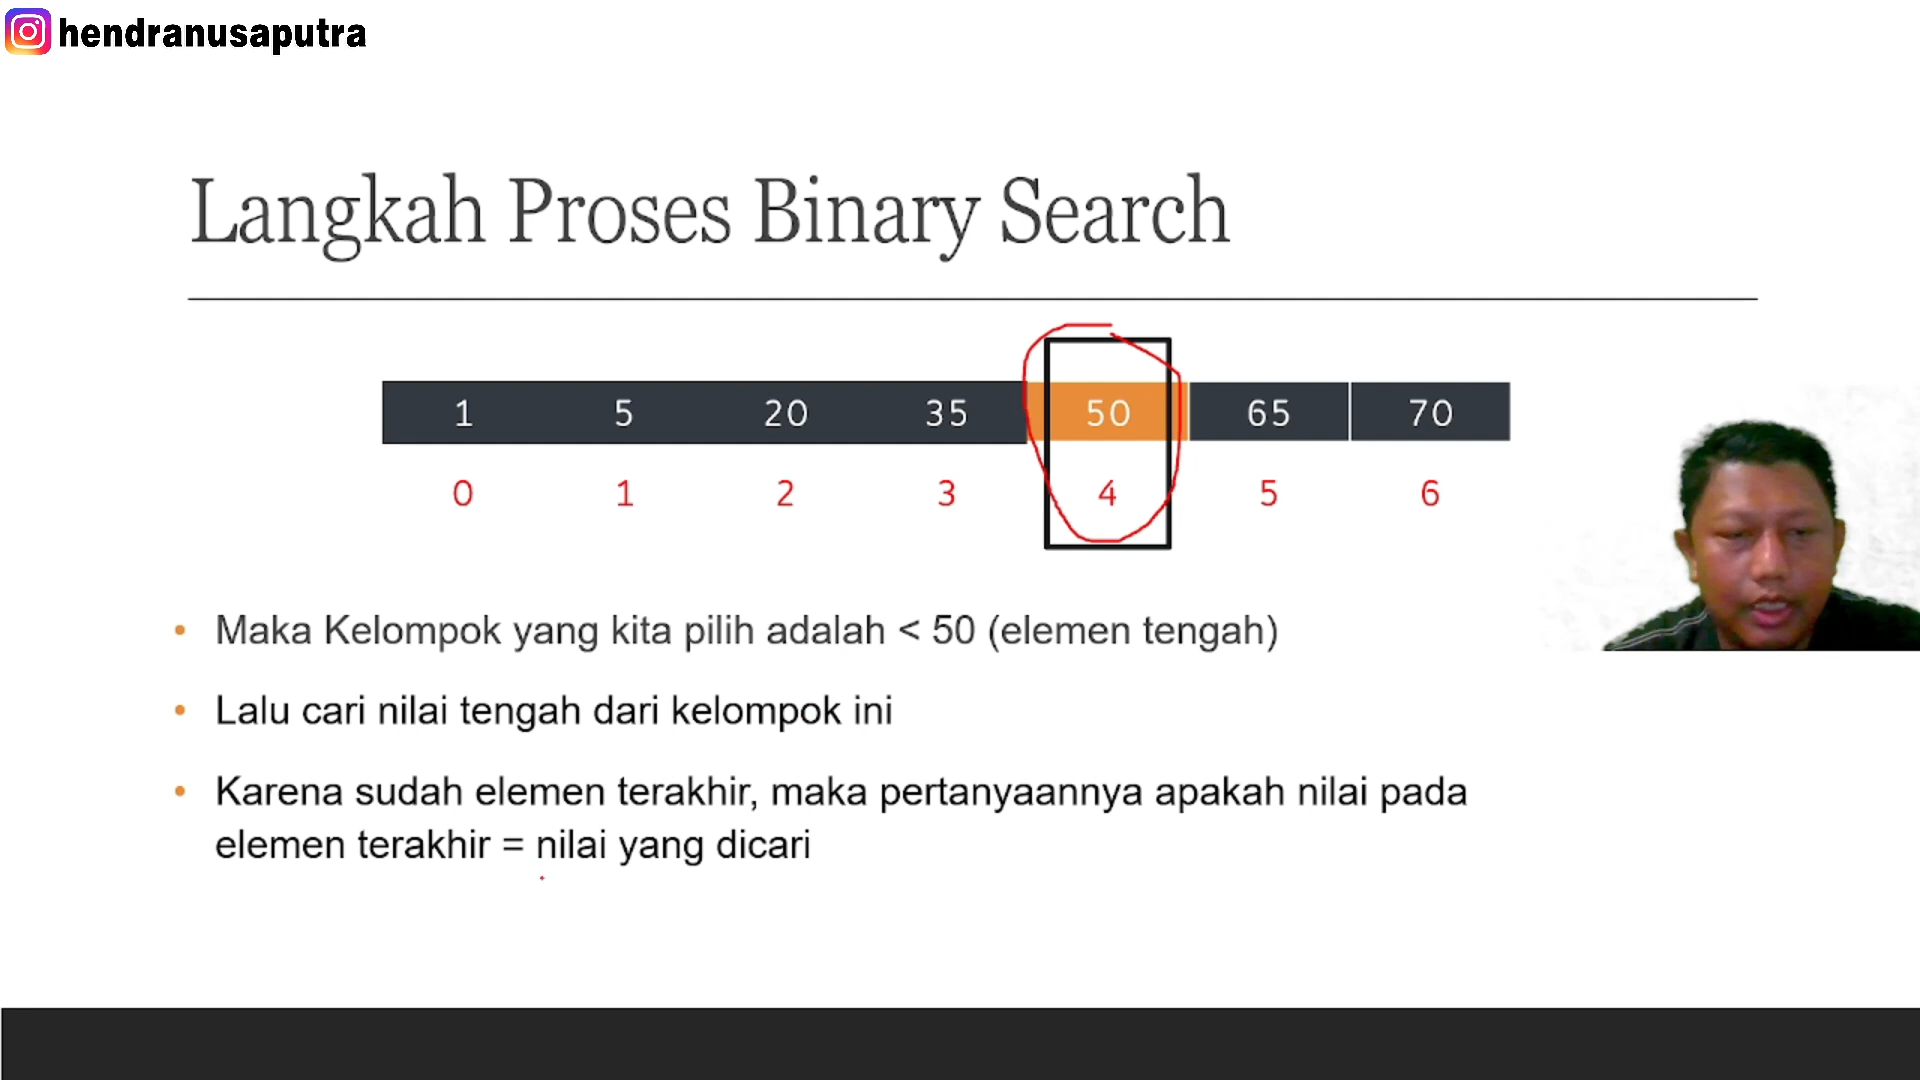 hendranusaputra
Langkah Proses Binary Search
1 5 20 35 50 65 70
0 1 2 3 4 5 6
• Maka Kelompok yang kita pilih adalah < 50 (elemen tengah)
• Lalu cari nilai tengah dari kelompok ini
• Karena sudah elemen terakhir, maka pertanyaannya apakah nilai pada
elemen terakhir = nilai yang dicari